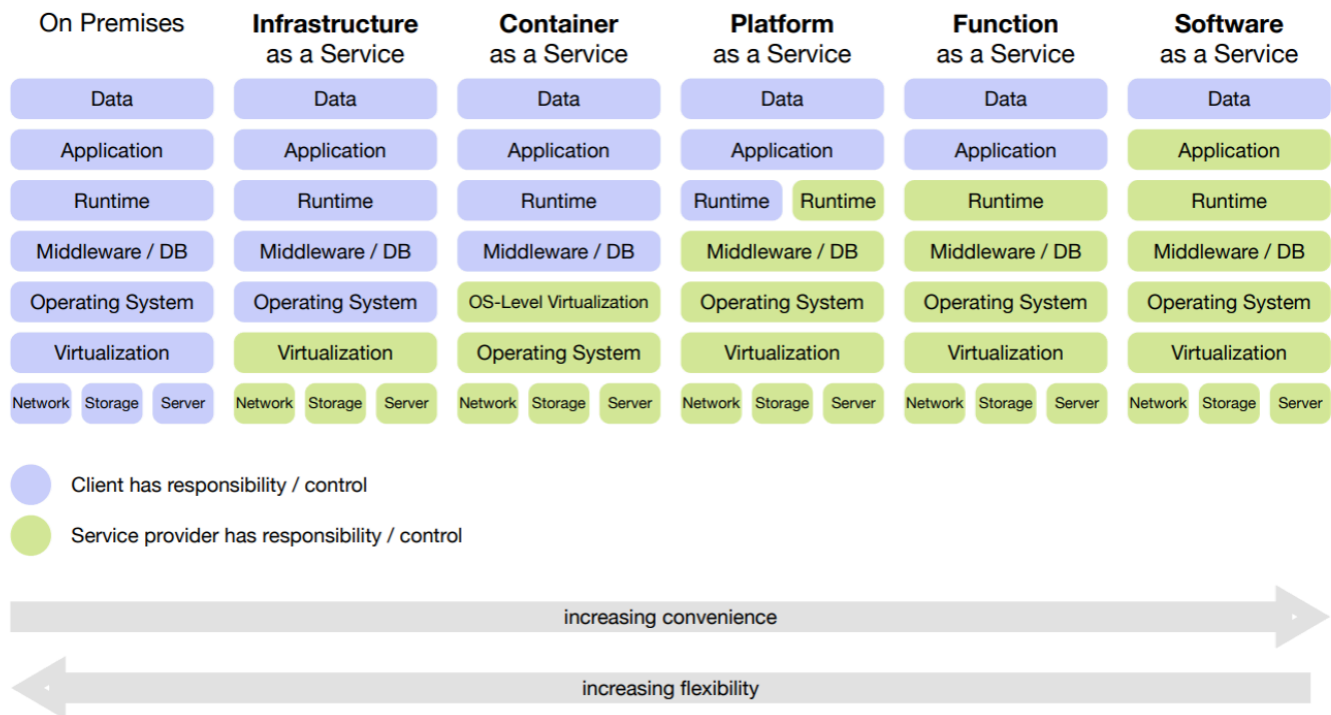 On Premises
Infrastructure
as a Service
Container
as a Service
Platform
as a Service
Function
as a Service
Software
as a Service
Data Data Data Data Data Data
Application Application Application Application Application Application
Runtime Runtime Runtime Runtime Runtime Runtime Runtime
Middleware / DB Middleware / DB Middleware / DB Middleware / DB Middleware / DB Middleware / DB
Operating System Operating System OS-Level Virtualization Operating System Operating System Operating System
Virtualization Virtualization Operating System Virtualization Virtualization Virtualization
Network Storage Server Network Storage Server Network Storage Server Network Storage Server Network Storage Server Network Storage Server
Client has responsibility / control
Service provider has responsibility / control
increasing convenience
increasing flexibility